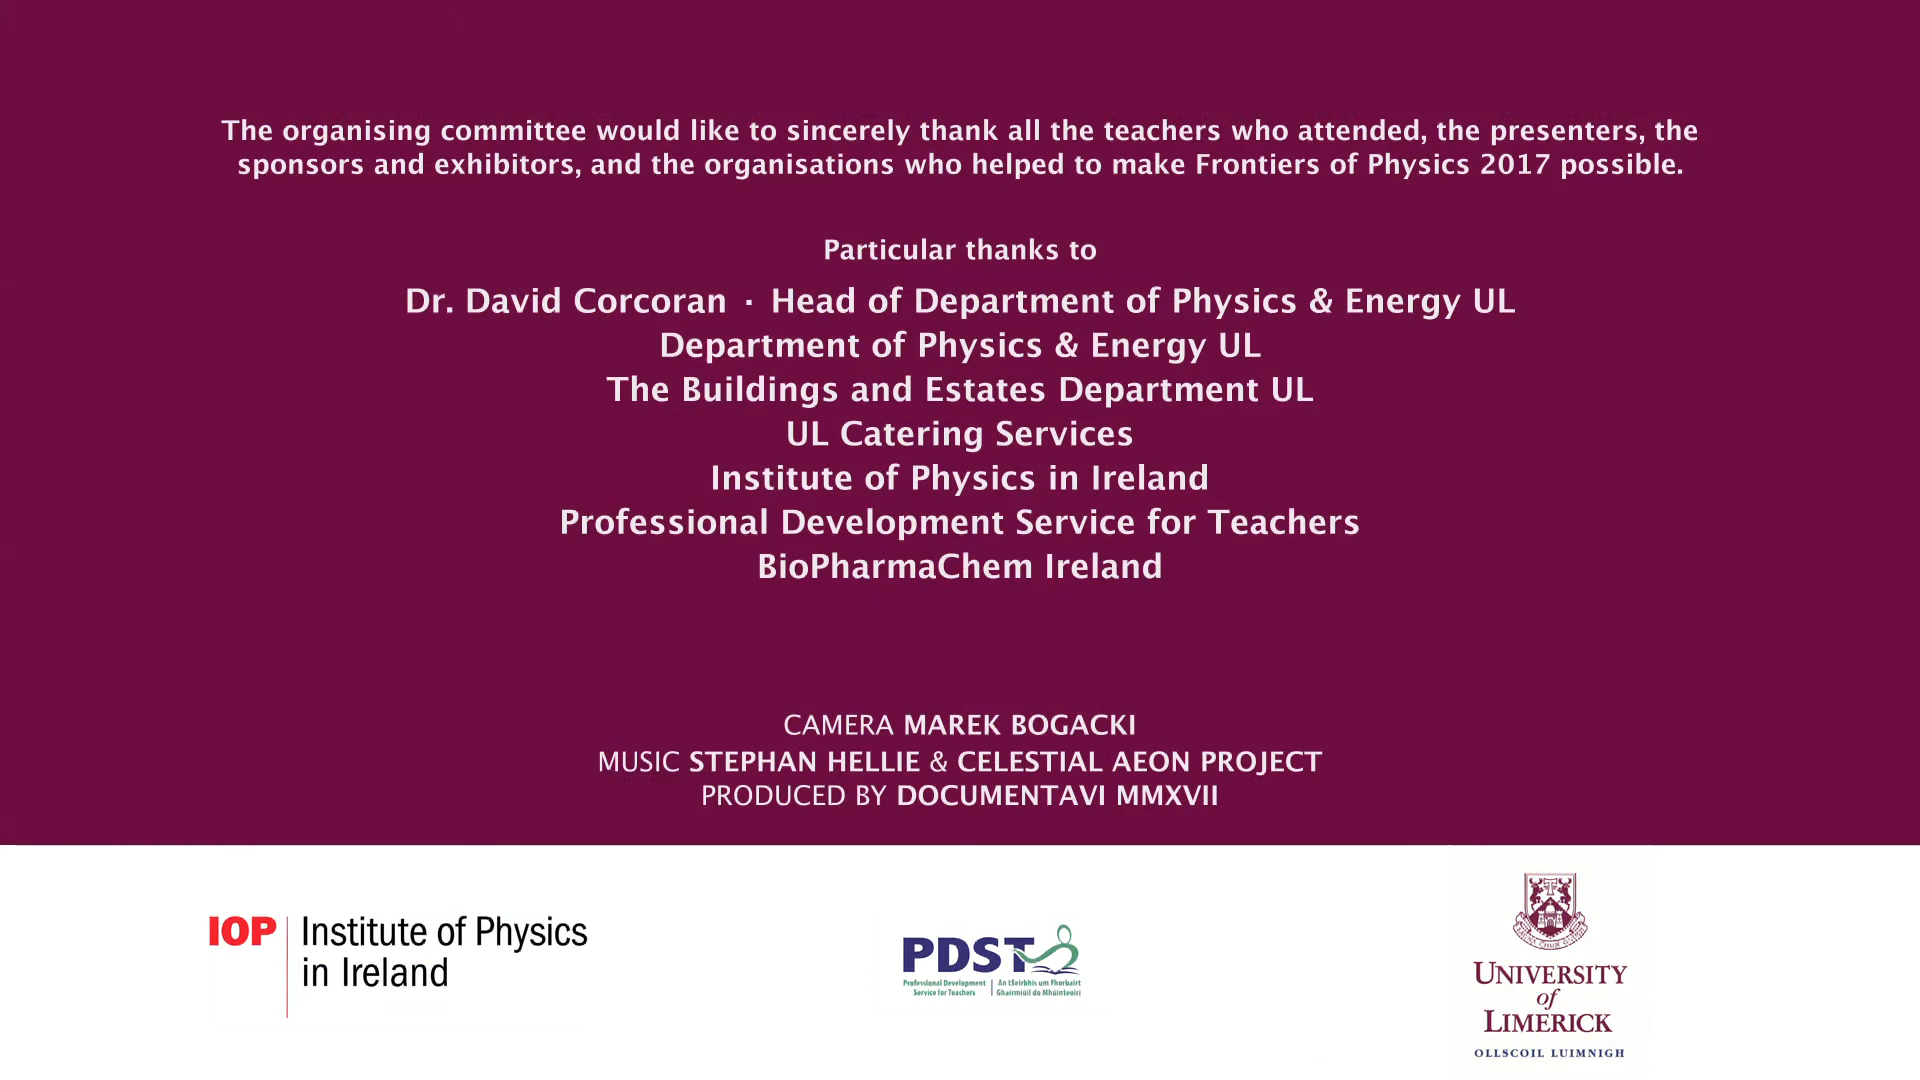 The organising committee would like to sincerely thank all the teachers who attended, the presenters, the
sponsors and exhibitors, and the organisations who helped to make Frontiers of Physics 2017 possible.
Particular thanks to
Dr. David Corcoran · Head of Department of Physics & Energy UL
Department of Physics & Energy UL
The Buildings and Estates Department UL
UL Catering Services
Institute of Physics in Ireland
Professional Development Service for Teachers
BioPharmaChem Ireland
CAMERA MAREK BOGACKI
MUSIC STEPHAN HELLIE & CELESTIAL AEON PROJECT
PRODUCED BY DOCUMENTAVI MMXVII
IOP Institute of Physics
in Ireland
PDST
Professional Development An tSeirbhís um Fhorbairt
Service for Teachers Ghairmiúil do Mhúinteoirí
UNIVERSITY
of
LIMERICK
OLLSCOIL LUIMNIGH